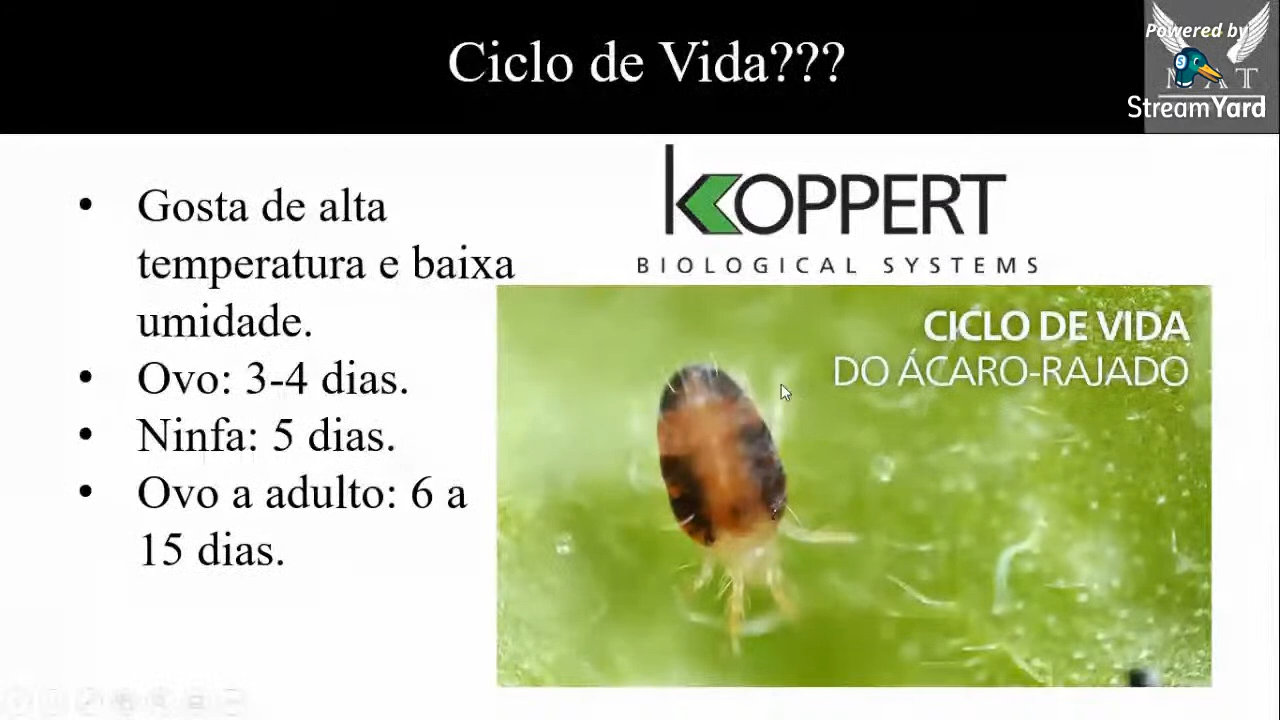 Ciclo de Vida???
Powered by
StreamYard
• Gosta de alta
temperatura e baixa
umidade.
• Ovo: 3-4 dias.
• Ninfa: 5 dias.
• Ovo a adulto: 6 a
15 dias.
KOPPERT
BIOLOGICAL SYSTEMS
CICLO DE VIDA
DO ÁCARO-RAJADO